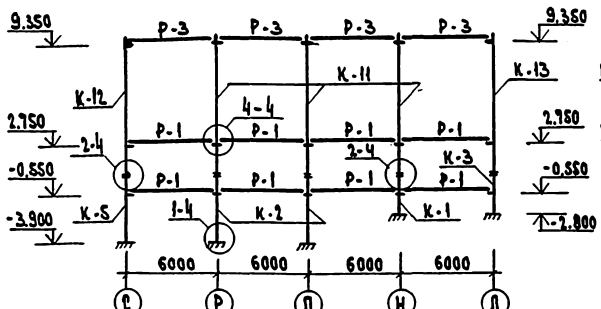 9.350 Р-3 Р-3 Р-3 Р-3 9.350
К-12 К-11 К-13
4-4
2.950 Р-1 Р-1 Р-1 Р-1 2.950
2-4 2-4 К-3
-0.550 Р-1 Р-1 Р-1 Р-1 -0.550
-3.900 К-5 1-4 К-2 К-1 -2.800
6000 6000 6000 6000
С Р П Н Л